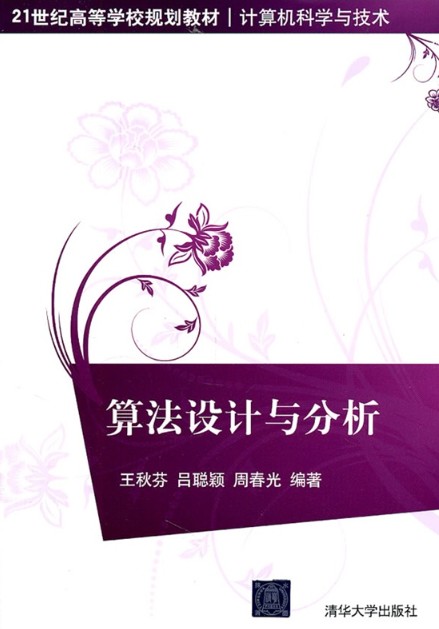 21世纪高等学校规划教材｜计算机科学与技术
算法设计与分析
王秋芬 吕聪颖 周春光 编著
清华大学出版社